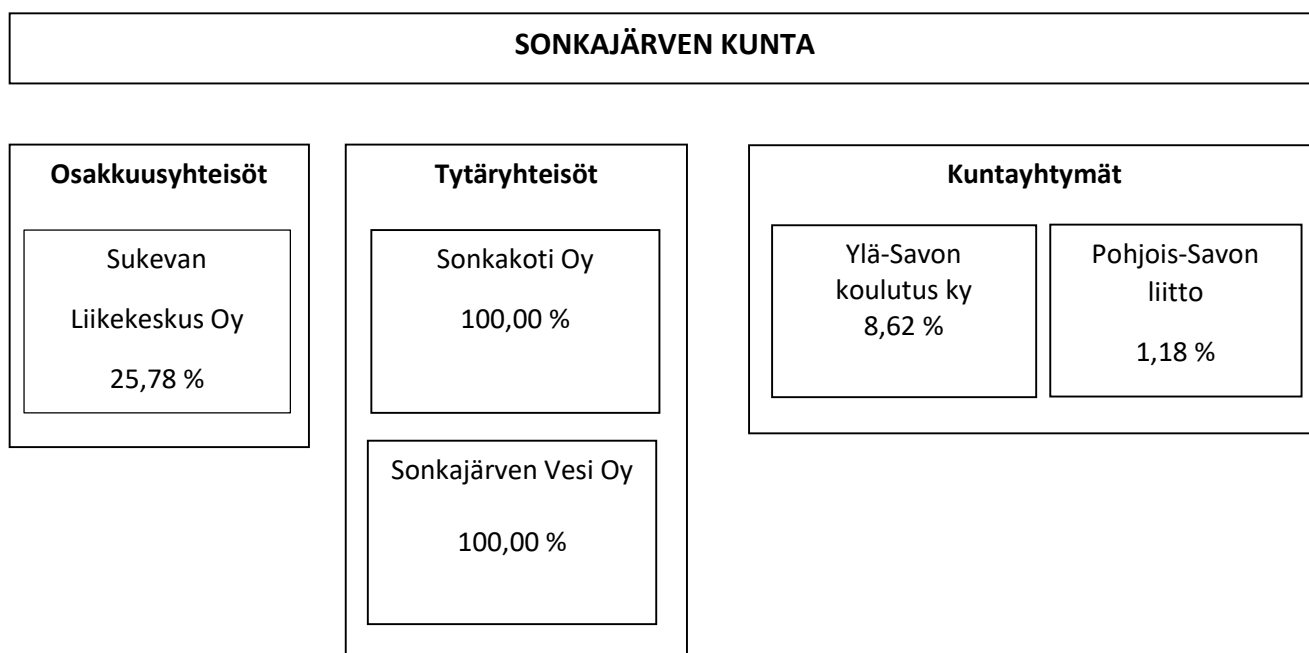 SONKAJÄRVEN KUNTA
Osakkuusyhteisöt
Sukevan
Liikekeskus Oy
25,78 %
Tytäryhteisöt
Sonkakoti Oy
100,00 %
Sonkajärven Vesi Oy
100,00 %
Kuntayhtymät
Ylä-Savon
koulutus ky
8,62 %
Pohjois-Savon
liitto
1,18 %